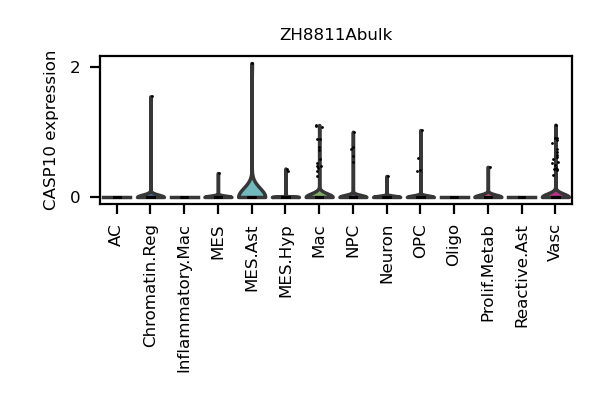 ZH8811Abulk
CASP10 expression
2
0
AC
Chromatin.Reg
Inflammatory.Mac
MES
MES.Ast
MES.Hyp
Mac
NPC
Neuron
OPC
Oligo
Prolif.Metab
Reactive.Ast
Vasc